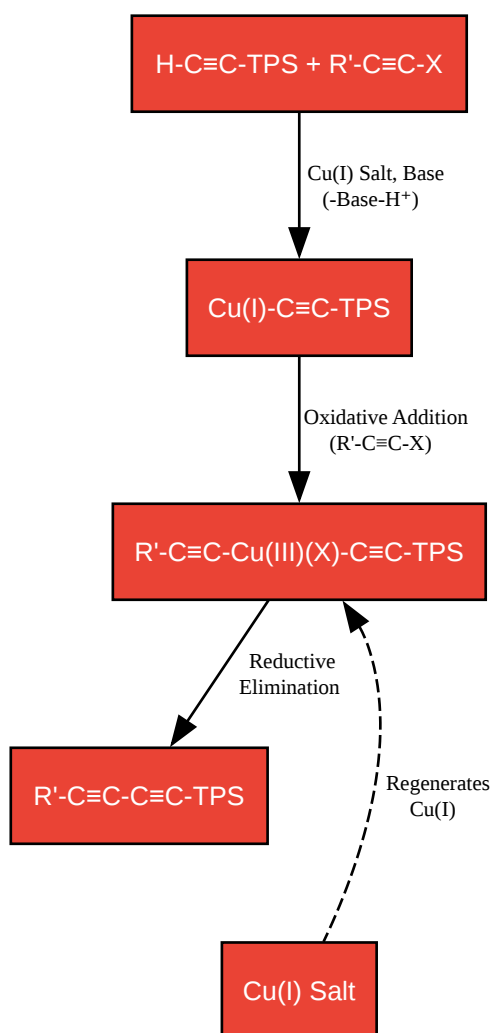 H-C≡C-TPS + R'-C≡C-X
Cu(I) Salt, Base
(-Base-H⁺)
Cu(I)-C≡C-TPS
Oxidative Addition
(R'-C≡C-X)
R'-C≡C-Cu(III)(X)-C≡C-TPS
Reductive
Elimination
R'-C≡C-C≡C-TPS
Regenerates
Cu(I)
Cu(I) Salt